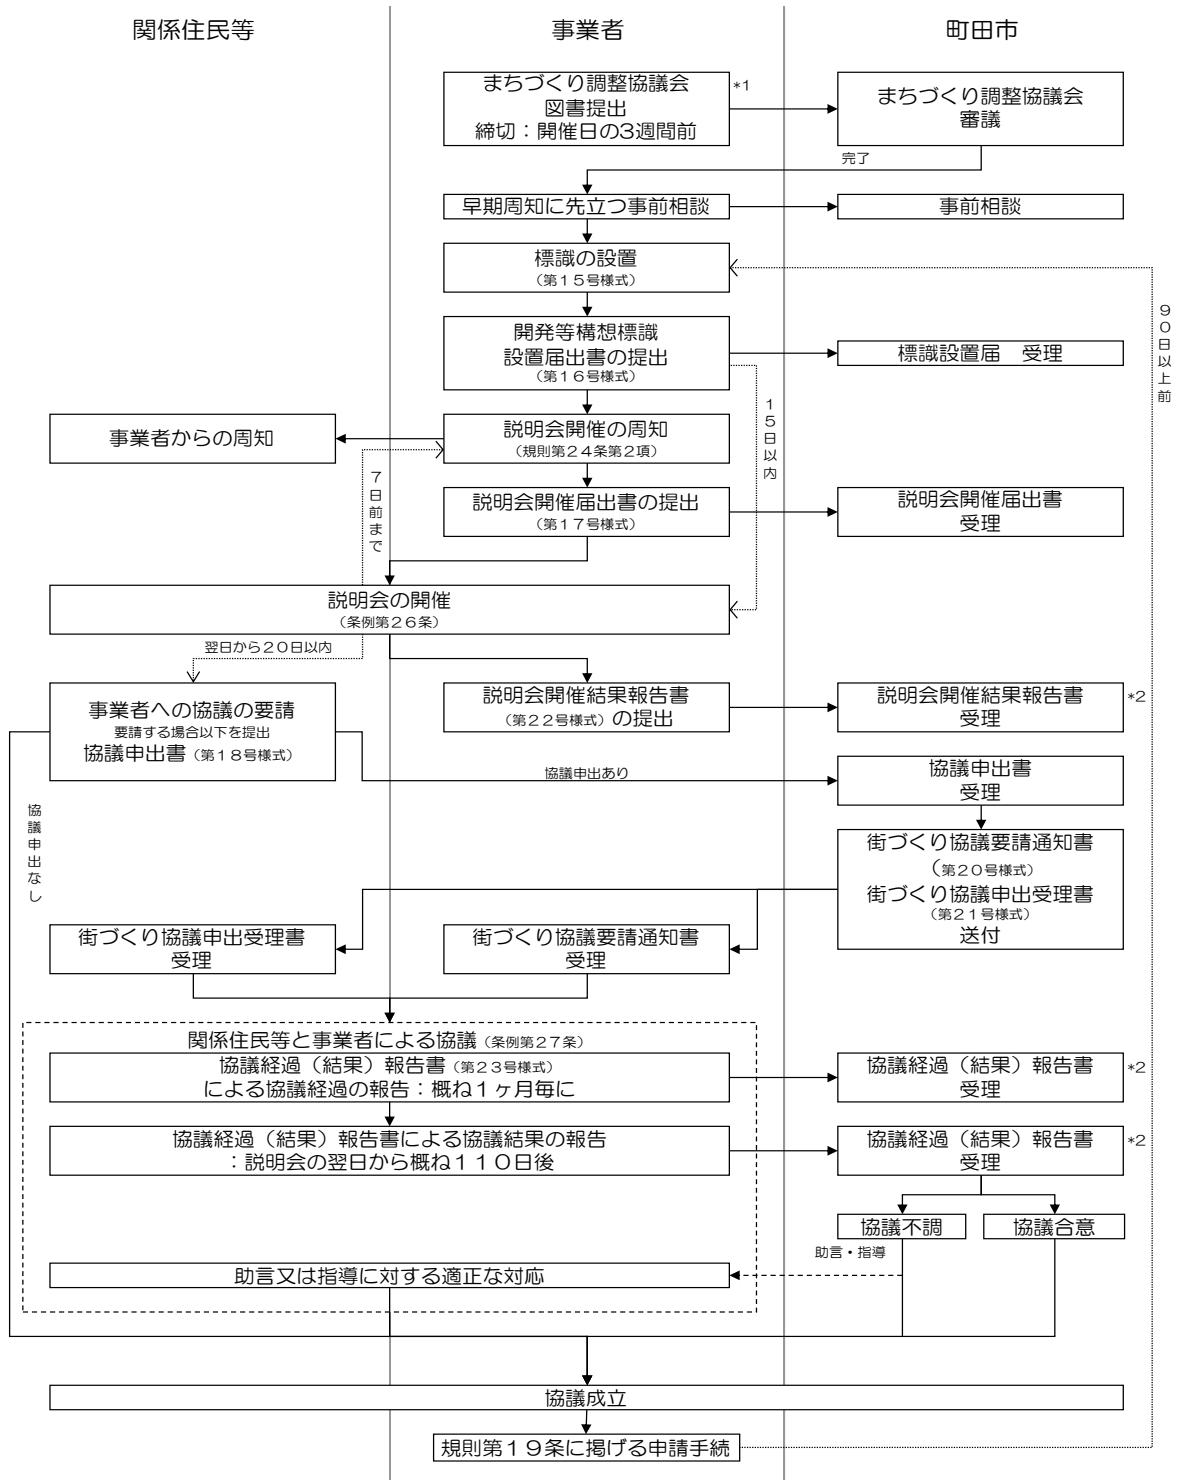 関係住民等
事業者
町田市
まちづくり調整協議会
図書提出
締切：開催日の3週間前
*1
まちづくり調整協議会
審議
完了
早期周知に先立つ事前相談
事前相談
標識の設置
（第１５号様式）
９０日以上前
開発等構想標識
設置届出書の提出
（第１６号様式）
標識設置届　受理
１５日以内
事業者からの周知
説明会開催の周知
（規則第２４条第２項）
７日前まで
説明会開催届出書の提出
（第１７号様式）
説明会開催届出書
受理
説明会の開催
（条例第２６条）
翌日から２０日以内
事業者への協議の要請
要請する場合以下を提出
協議申出書（第１８号様式）
説明会開催結果報告書
（第２２号様式）の提出
説明会開催結果報告書
受理
*2
協議申出あり
協議申出書
受理
協議申出なし
街づくり協議要請通知書
（第２０号様式）
街づくり協議申出受理書
（第２１号様式）
送付
街づくり協議申出受理書
受理
街づくり協議要請通知書
受理
関係住民等と事業者による協議（条例第２７条）
協議経過（結果）報告書（第２３号様式）
による協議経過の報告：概ね１ヶ月毎に
協議経過（結果）報告書
受理
*2
協議経過（結果）報告書による協議結果の報告
：説明会の翌日から概ね１１０日後
協議経過（結果）報告書
受理
*2
協議不調
協議合意
助言・指導
助言又は指導に対する適正な対応
協議成立
規則第１９条に掲げる申請手続